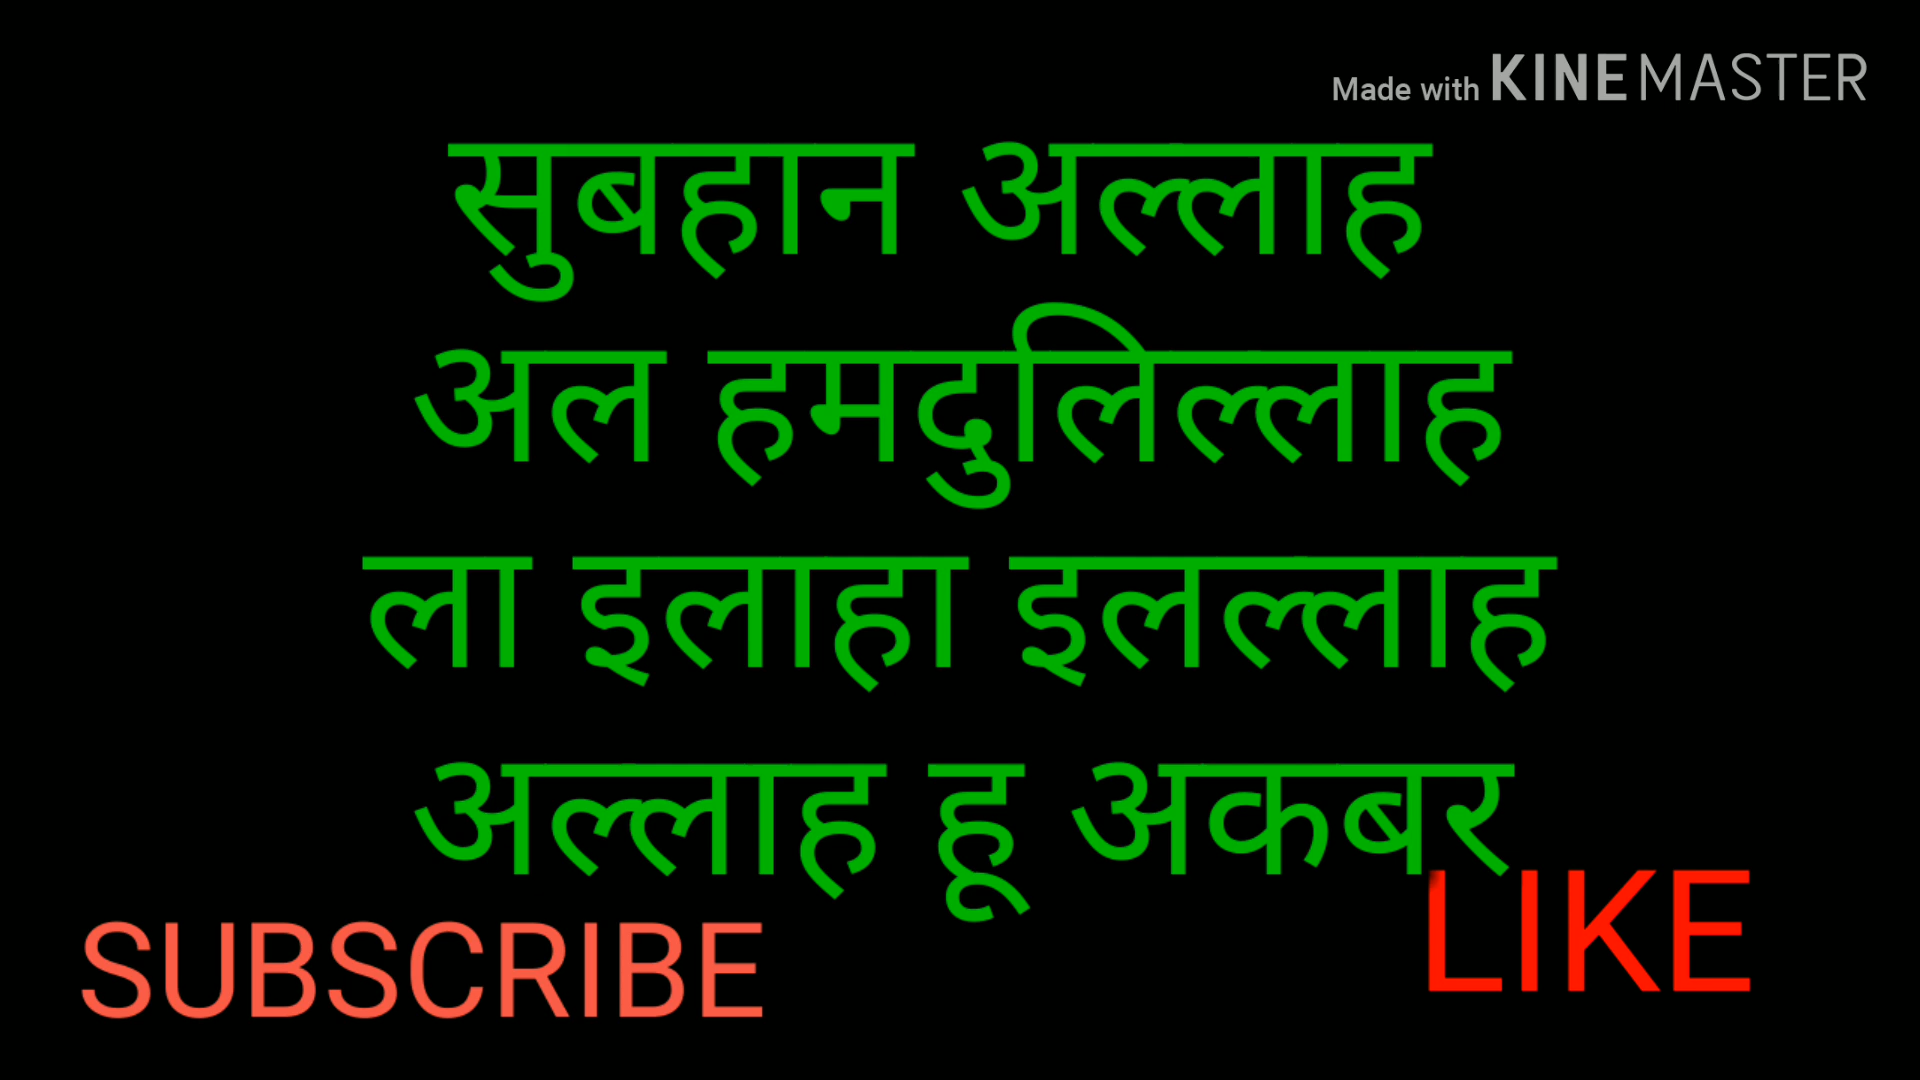 Made with KINEMASTER
सुबहान अल्लाह
अल हमदुलिल्लाह
ला इलाहा इलल्लाह
अल्लाह हू अकबर
SUBSCRIBE
LIKE